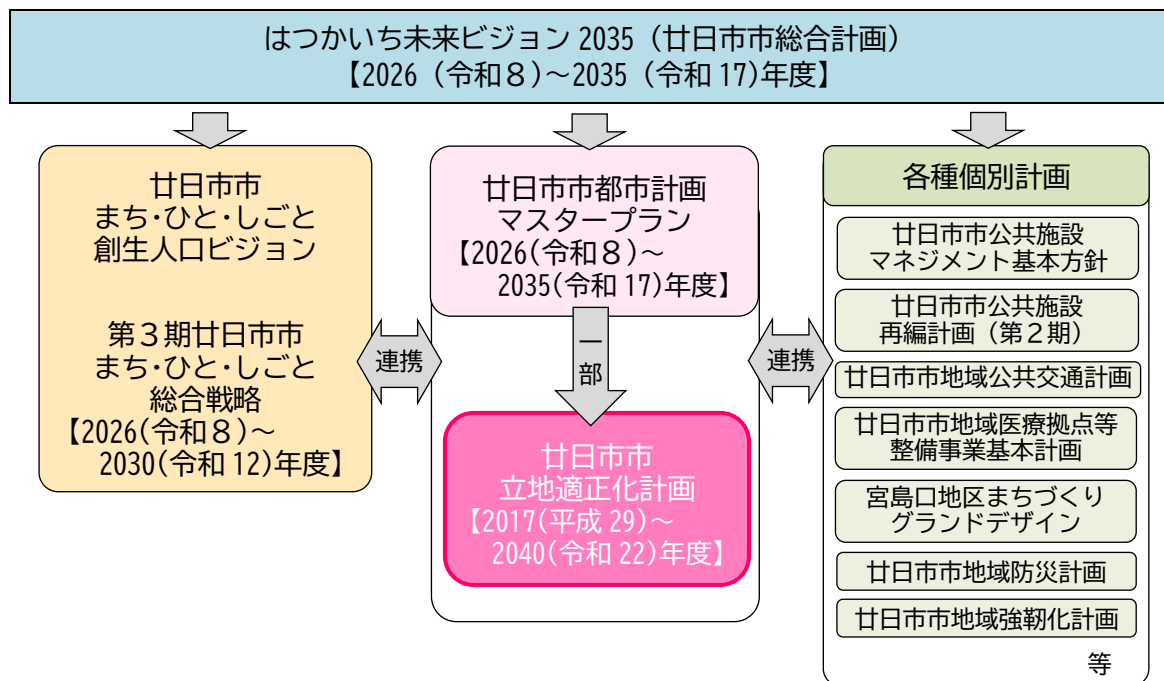 はつかいち未来ビジョン 2035（廿日市市総合計画）
【2026（令和８）～2035（令和 17）年度】
廿日市市
まち・ひと・しごと
創生人口ビジョン
第３期廿日市市
まち・ひと・しごと
総合戦略
【2026(令和８)～
2030(令和 12)年度】
連携
廿日市市都市計画
マスタープラン
【2026(令和８)～
2035(令和 17)年度】
一部
廿日市市
立地適正化計画
【2017(平成 29)～
2040(令和 22)年度】
連携
各種個別計画
廿日市市公共施設
マネジメント基本方針
廿日市市公共施設
再編計画（第２期）
廿日市市地域公共交通計画
廿日市市地域医療拠点等
整備事業基本計画
宮島口地区まちづくり
グランドデザイン
廿日市市地域防災計画
廿日市市地域強靭化計画
等